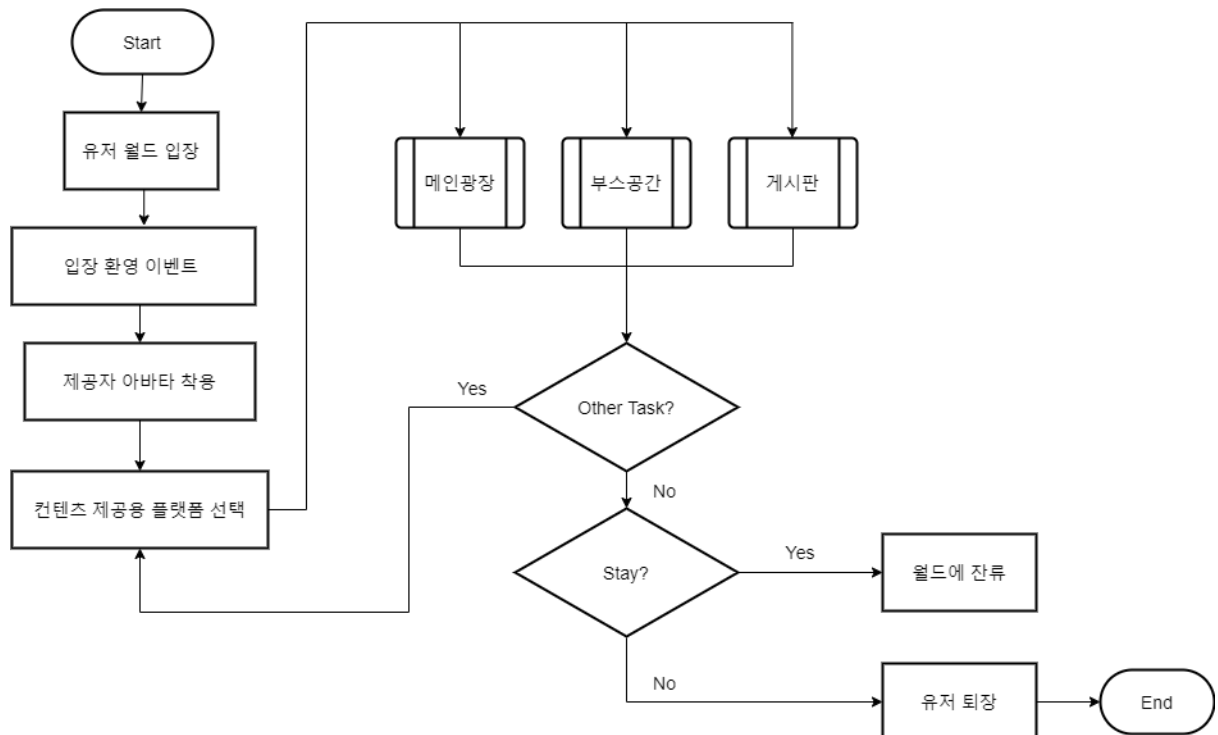 Start
유저 월드 입장
입장 환영 이벤트
제공자 아바타 착용
컨텐츠 제공용 플랫폼 선택
메인광장
부스공간
게시판
Other Task?
Yes
No
Stay?
Yes
월드에 잔류
No
유저 퇴장
End